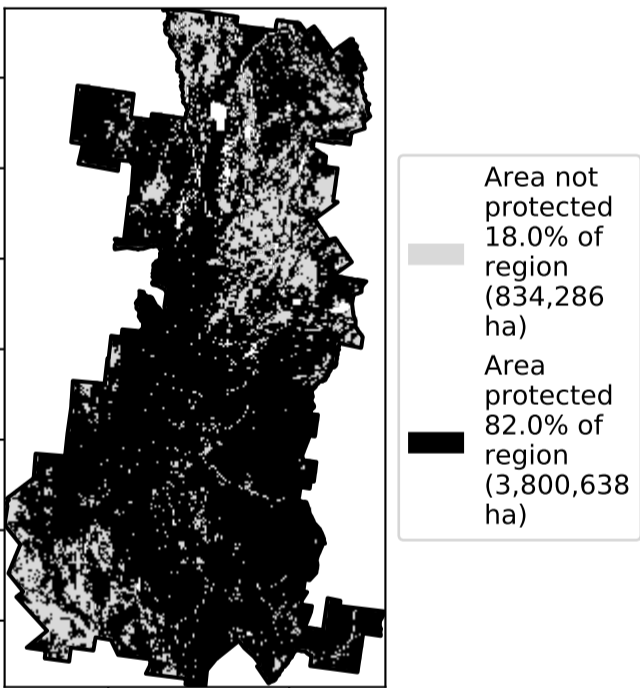 Area not
protected
18.0% of
region
(834,286
ha)
Area
protected
82.0% of
region
(3,800,638
ha)